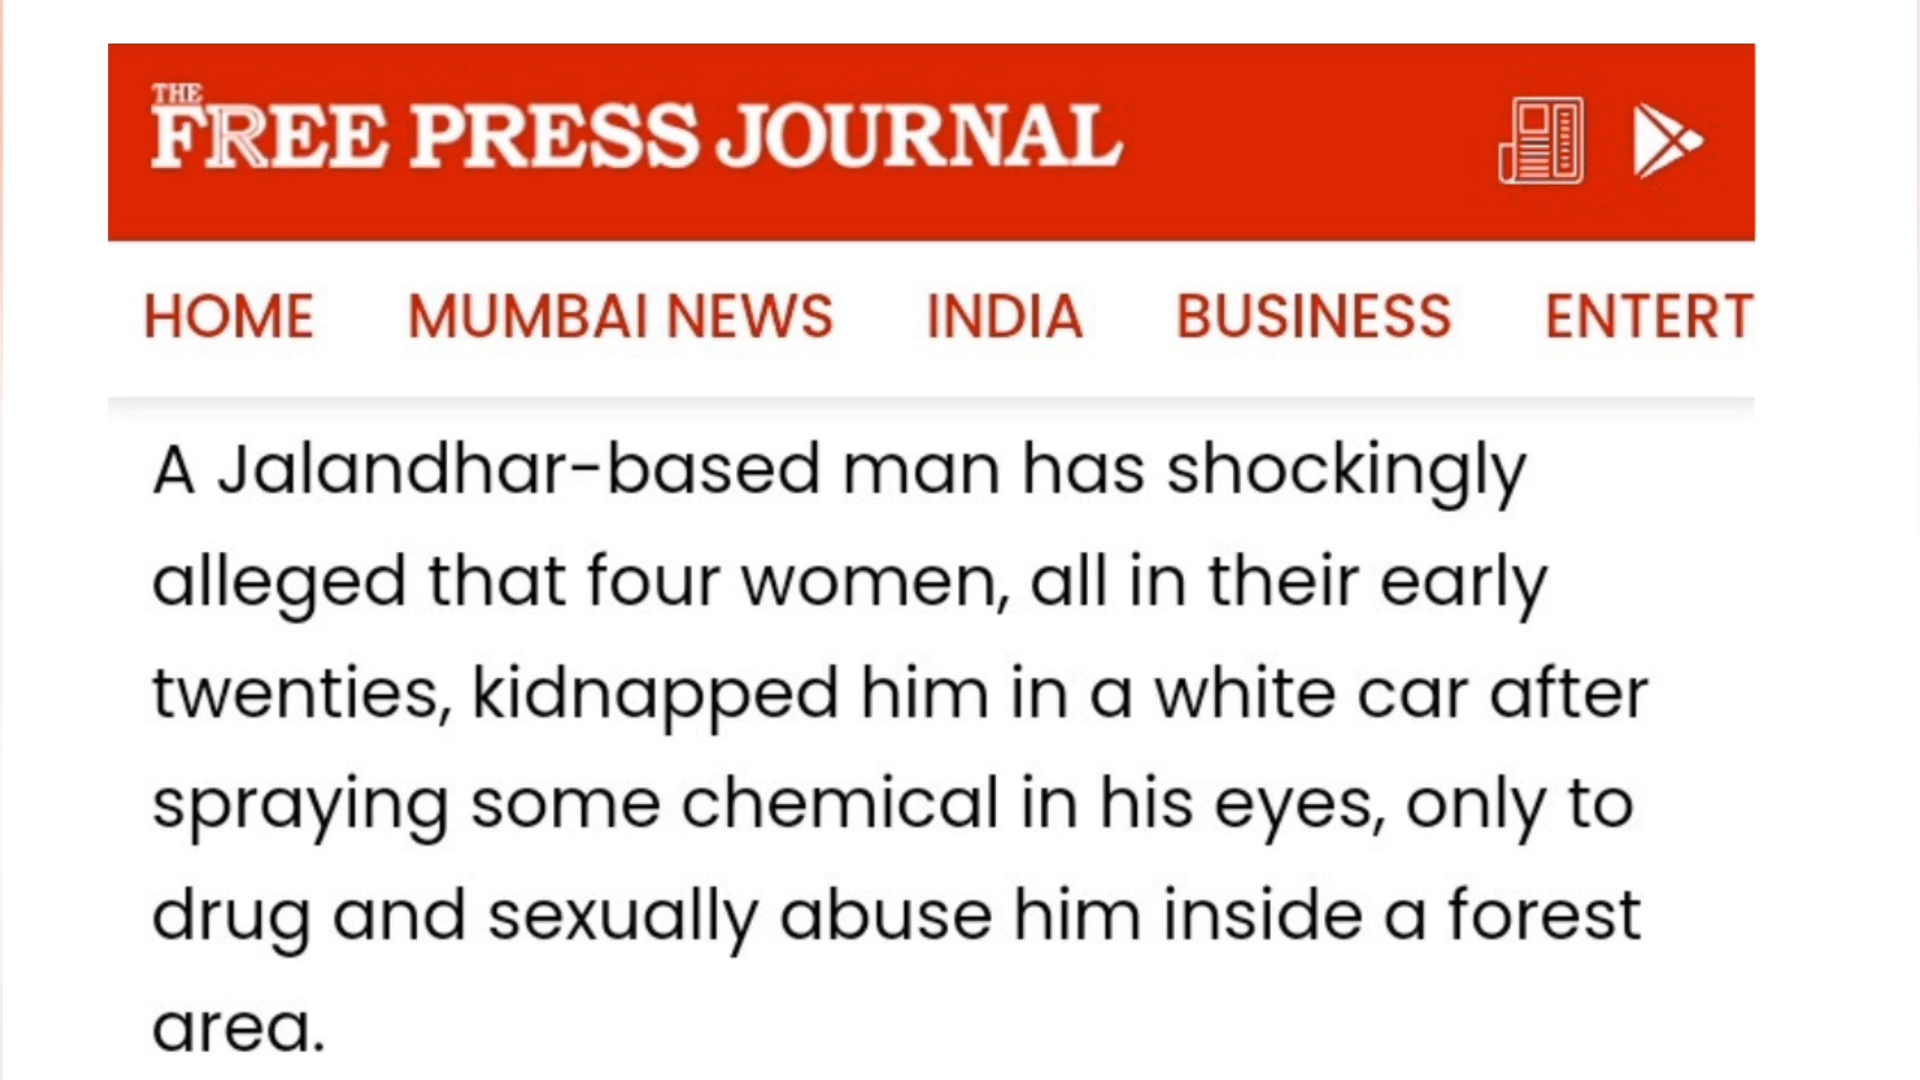 THE
FREE PRESS JOURNAL
HOME MUMBAI NEWS INDIA BUSINESS ENTERT
A Jalandhar-based man has shockingly
alleged that four women, all in their early
twenties, kidnapped him in a white car after
spraying some chemical in his eyes, only to
drug and sexually abuse him inside a forest
area.